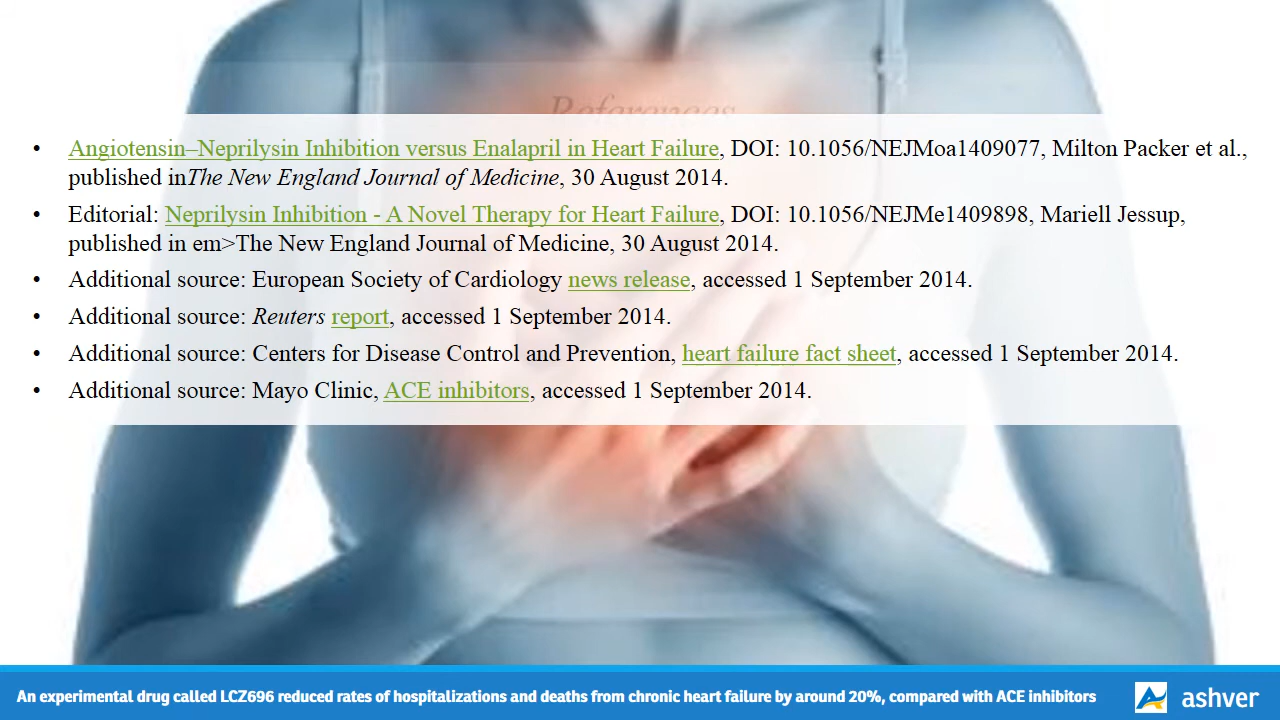 References
• Angiotensin–Neprilysin Inhibition versus Enalapril in Heart Failure, DOI: 10.1056/NEJMoa1409077, Milton Packer et al.,
published inThe New England Journal of Medicine, 30 August 2014.
• Editorial: Neprilysin Inhibition - A Novel Therapy for Heart Failure, DOI: 10.1056/NEJMe1409898, Mariell Jessup,
published in em>The New England Journal of Medicine, 30 August 2014.
• Additional source: European Society of Cardiology news release, accessed 1 September 2014.
• Additional source: Reuters report, accessed 1 September 2014.
• Additional source: Centers for Disease Control and Prevention, heart failure fact sheet, accessed 1 September 2014.
• Additional source: Mayo Clinic, ACE inhibitors, accessed 1 September 2014.
An experimental drug called LCZ696 reduced rates of hospitalizations and deaths from chronic heart failure by around 20%, compared with ACE inhibitors
ashver